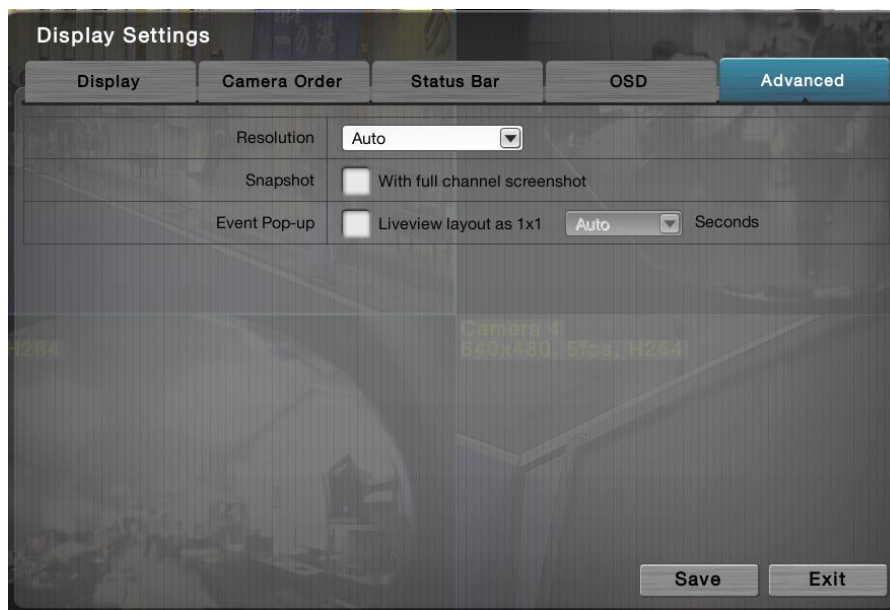 Display Settings
Display
Camera Order
Status Bar
OSD
Advanced
Resolution
Auto
Snapshot
With full channel screenshot
Event Pop-up
Liveview layout as 1x1
Auto
Seconds
H264
Camera 4
640x480, 5fps, H264
Save
Exit